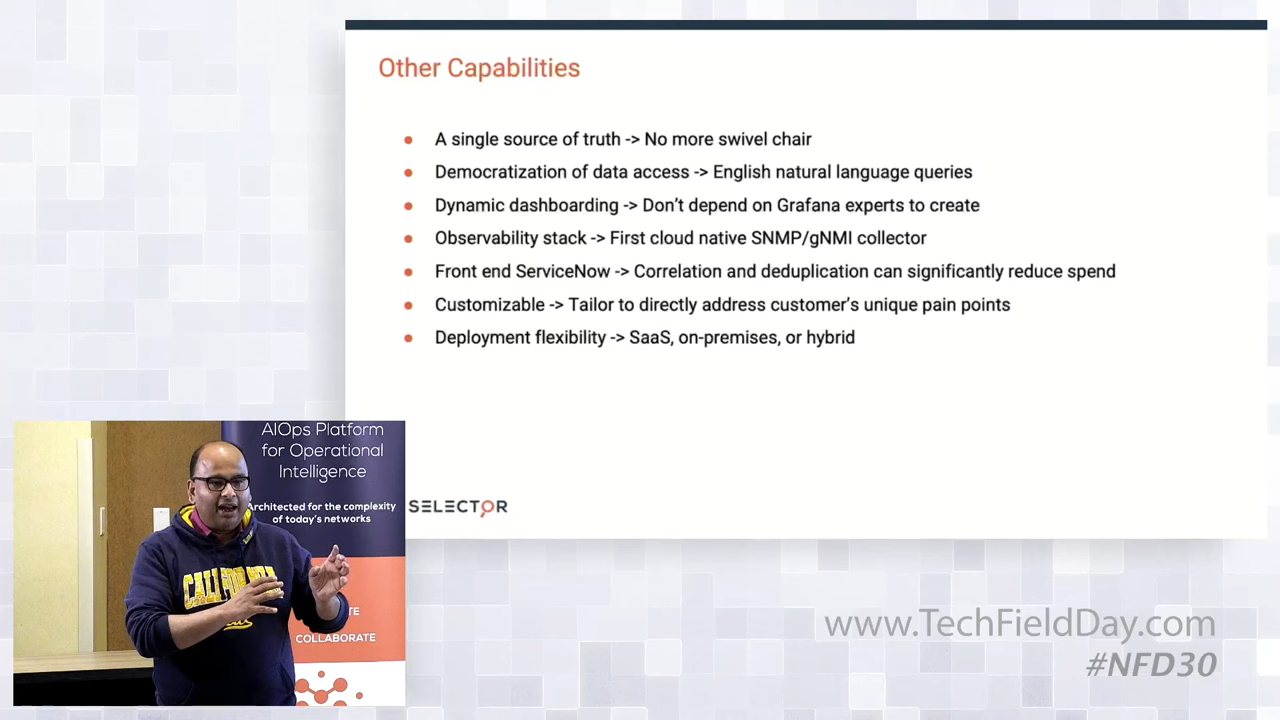 Other Capabilities
A single source of truth -> No more swivel chair
Democratization of data access -> English natural language queries
Dynamic dashboarding -> Don't depend on Grafana experts to create
Observability stack -> First cloud native SNMP/gNMI collector
Front end ServiceNow -> Correlation and deduplication can significantly reduce spend
Customizable -> Tailor to directly address customer's unique pain points
Deployment flexibility -> SaaS, on-premises, or hybrid
SELECTOR
AIOps Platform
for Operational
Intelligence
Architected for the complexity
of today's networks
CALIFORNIA
COLLABORATE
www.TechFieldDay.com
#NFD30